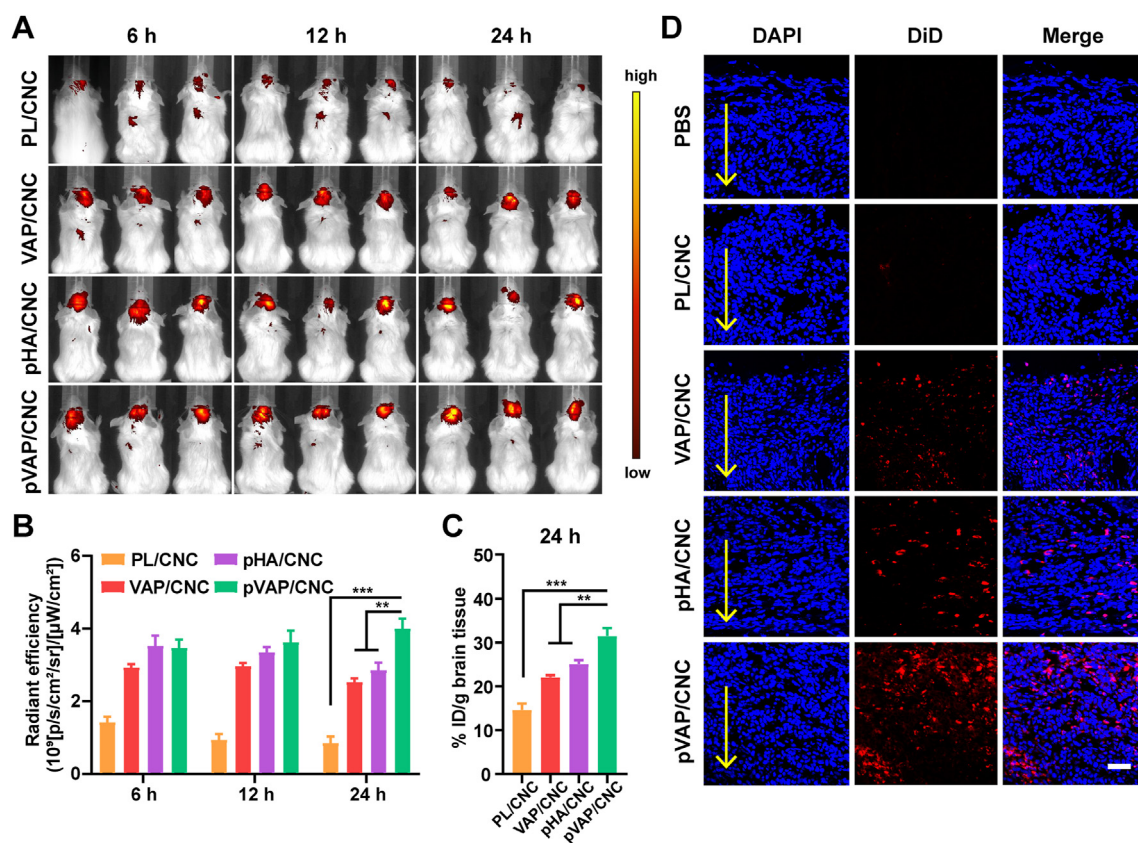 A
6 h
12 h
24 h
PL/CNC
VAP/CNC
pHA/CNC
pVAP/CNC
high
low
B
Radiant efficiency
(10⁹[p/s/cm²/sr]/[µW/cm²])
6
4
2
0
PL/CNC
pHA/CNC
VAP/CNC
pVAP/CNC
***
**
6 h
12 h
24 h
C
24 h
% ID/g brain tissue
50
40
30
20
10
0
***
**
PL/CNC
VAP/CNC
pHA/CNC
pVAP/CNC
D
DAPI
DiD
Merge
PBS
PL/CNC
VAP/CNC
pHA/CNC
pVAP/CNC